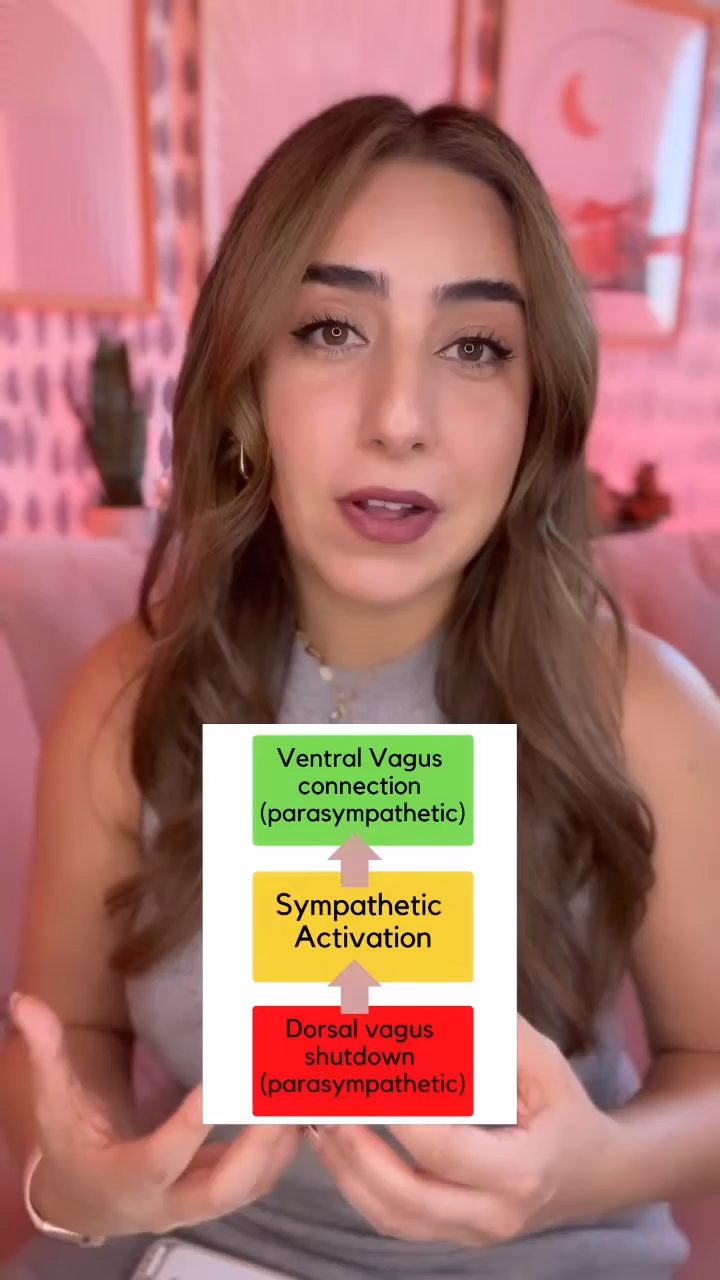 Ventral Vagus
connection
(parasympathetic)
Sympathetic
Activation
Dorsal vagus
shutdown
(parasympathetic)